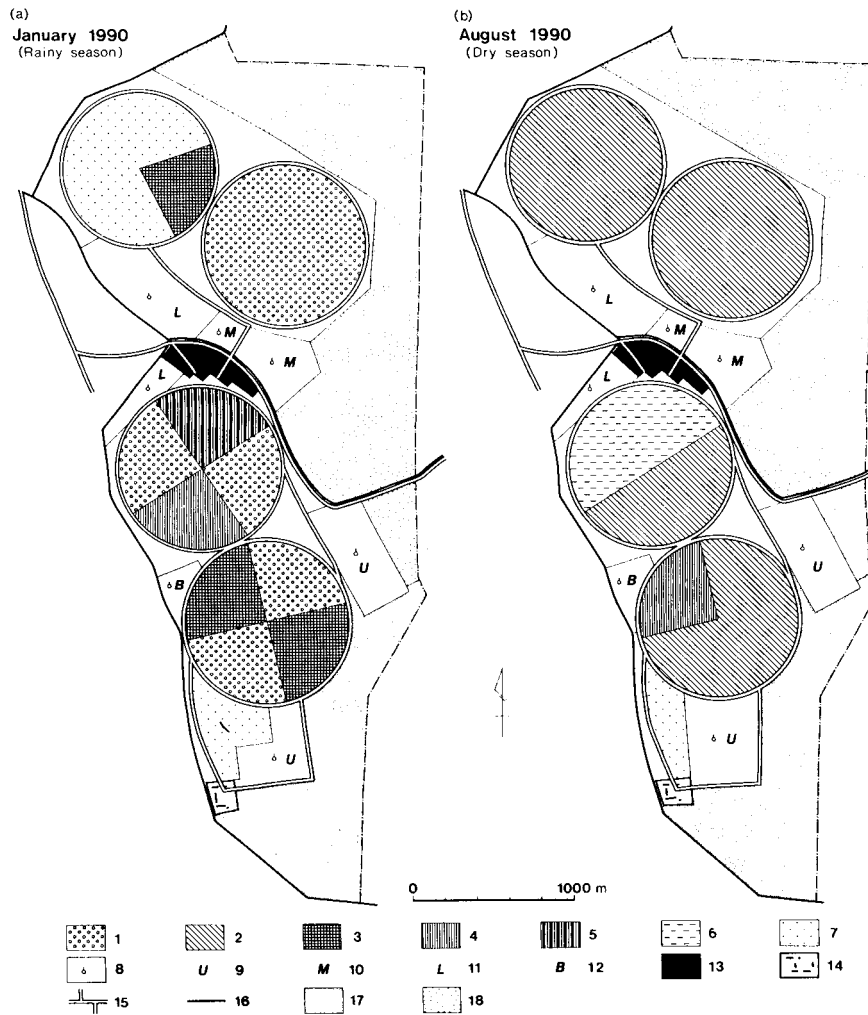 (a)
January 1990
(Rainy season)
(b)
August 1990
(Dry season)
L
M
M
L
B
U
U
L
M
M
L
B
U
U
0 1000 m
1 2 3 4 5 6 7
8 U 9 M 10 L 11 B 12 13 14
15 16 17 18